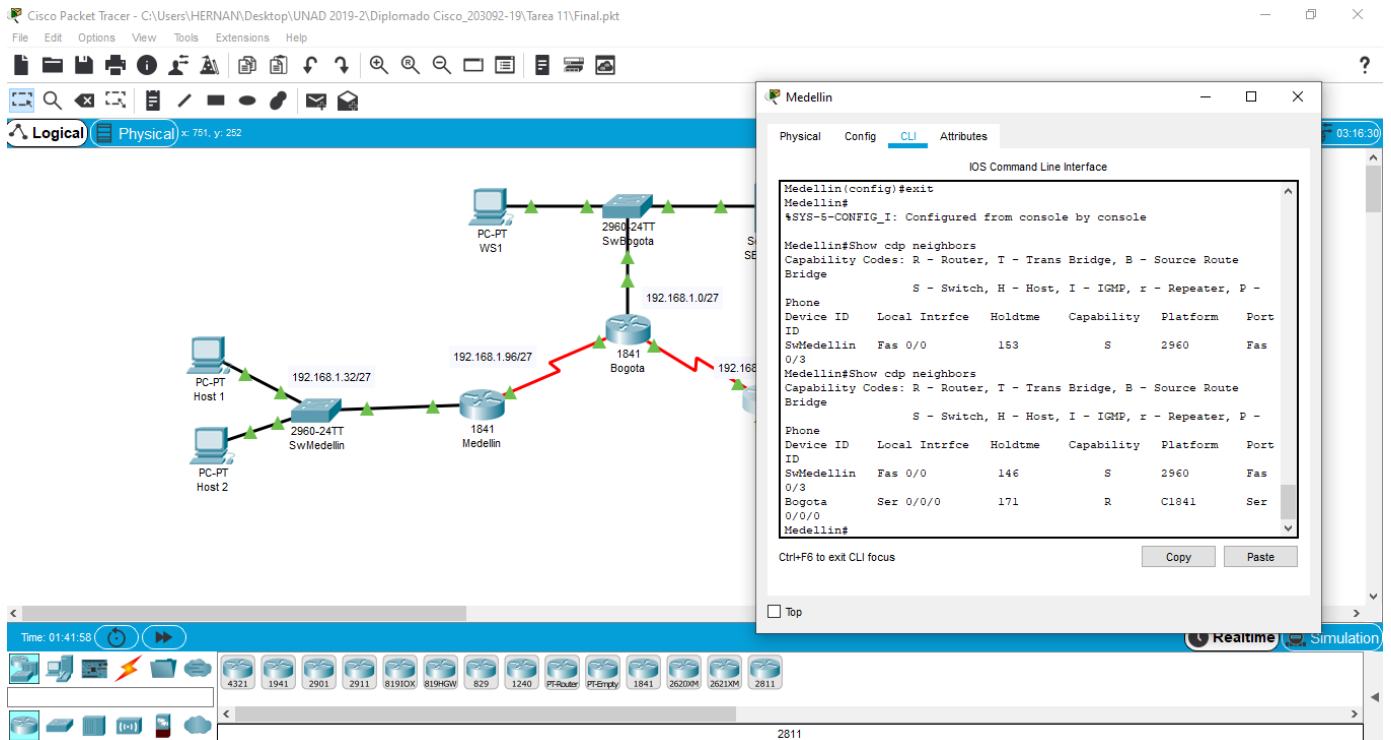 Cisco Packet Tracer - C:\Users\HERNAN\Desktop\UNAD 2019-2\Diplomado Cisco_203092-19\Tarea 11\Final.pkt
File Edit Options View Tools Extensions Help
?
Logical
Physical
x: 751, y: 252
03:16:30
PC-PT
WS1
2960-24TT
SwBogota
S
SE
192.168.1.0/27
1841
Bogota
192.168.1.96/27
192.168
PC-PT
Host 1
192.168.1.32/27
2960-24TT
SwMedellin
1841
Medellin
PC-PT
Host 2
Medellin
Physical Config CLI Attributes
IOS Command Line Interface
Medellin(config)#exit
Medellin#
%SYS-5-CONFIG_I: Configured from console by console
Medellin#Show cdp neighbors
Capability Codes: R - Router, T - Trans Bridge, B - Source Route
Bridge
S - Switch, H - Host, I - IGMP, r - Repeater, P -
Phone
Device ID Local Intrfce Holdtme Capability Platform Port
ID
SwMedellin Fas 0/0 153 S 2960 Fas
0/3
Medellin#Show cdp neighbors
Capability Codes: R - Router, T - Trans Bridge, B - Source Route
Bridge
S - Switch, H - Host, I - IGMP, r - Repeater, P -
Phone
Device ID Local Intrfce Holdtme Capability Platform Port
ID
SwMedellin Fas 0/0 146 S 2960 Fas
0/3
Bogota Ser 0/0/0 171 R C1841 Ser
0/0/0
Medellin#
Ctrl+F6 to exit CLI focus
Copy
Paste
Top
Time: 01:41:58
Realtime
Simulation
4321 1941 2901 2911 819IOX 819HGW 829 1240 PT-Router PT-Empty 1841 2620XM 2621XM 2811
2811